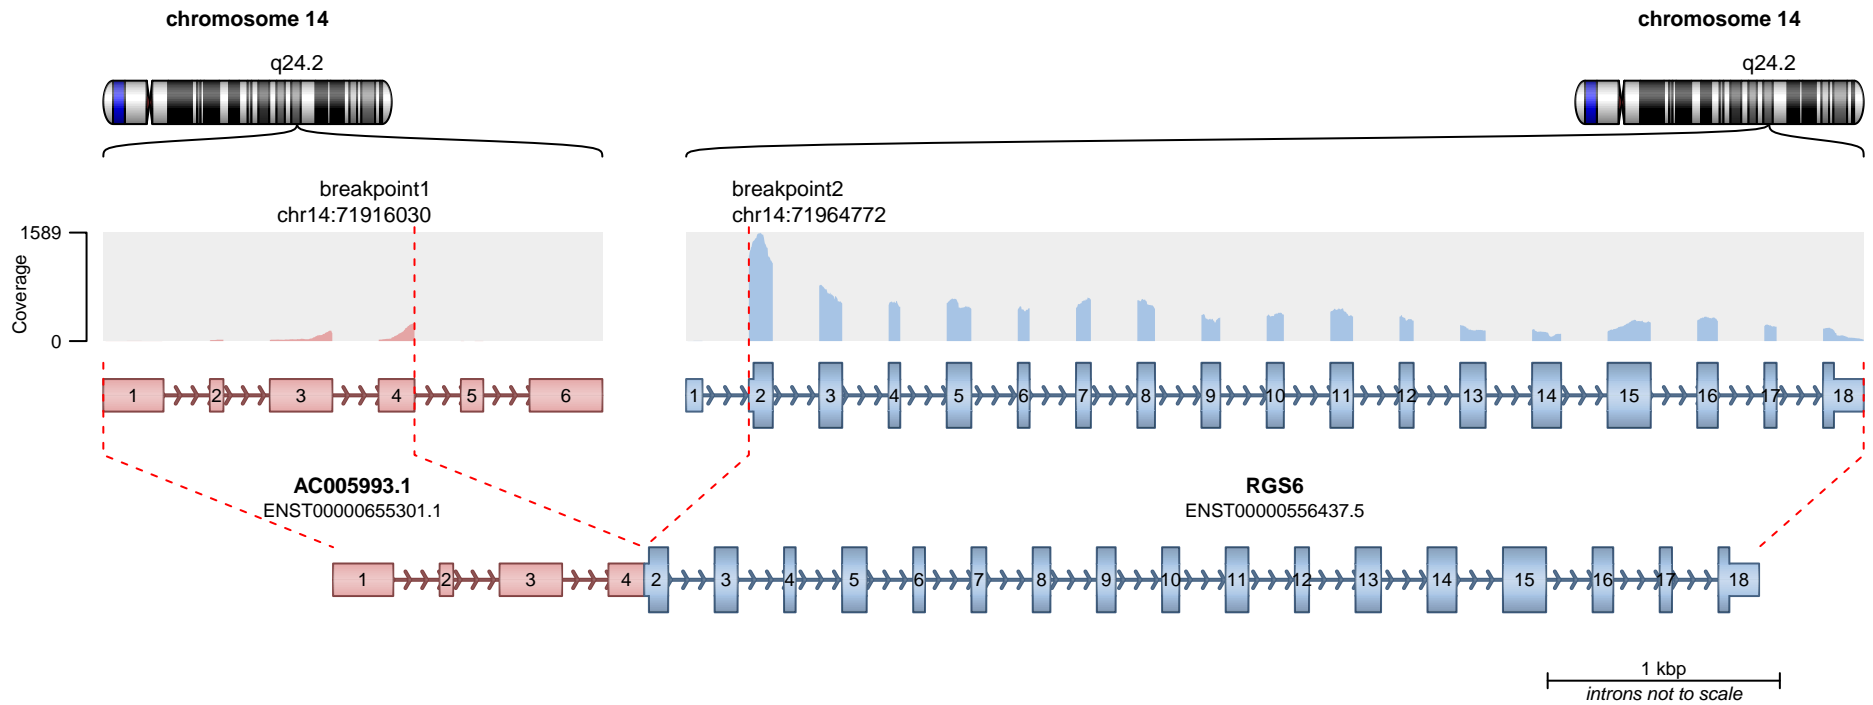 chromosome 14
chromosome 14
q24.2
q24.2
breakpoint1
chr14:71916030
breakpoint2
chr14:71964772
1589
Coverage
0
1 2 3 4 5 6
1 2 3 4 5 6 7 8 9 10 11 12 13 14 15 16 17 18
AC005993.1
ENST00000655301.1
RGS6
ENST00000556437.5
1 2 3 4 2 3 4 5 6 7 8 9 10 11 12 13 14 15 16 17 18
1 kbp
introns not to scale